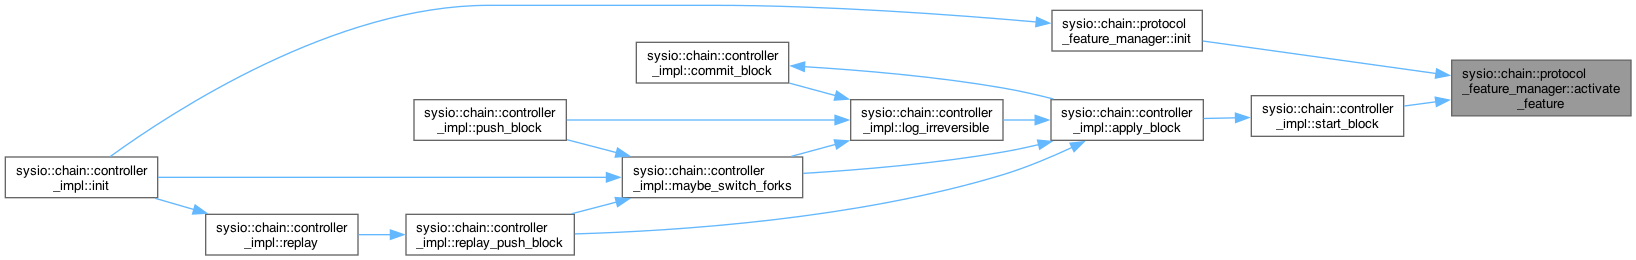 sysio::chain::protocol
_feature_manager::init
sysio::chain::controller
_impl::commit_block
sysio::chain::protocol
_feature_manager::activate
_feature
sysio::chain::controller
_impl::push_block
sysio::chain::controller
_impl::log_irreversible
sysio::chain::controller
_impl::apply_block
sysio::chain::controller
_impl::start_block
sysio::chain::controller
_impl::init
sysio::chain::controller
_impl::maybe_switch_forks
sysio::chain::controller
_impl::replay
sysio::chain::controller
_impl::replay_push_block